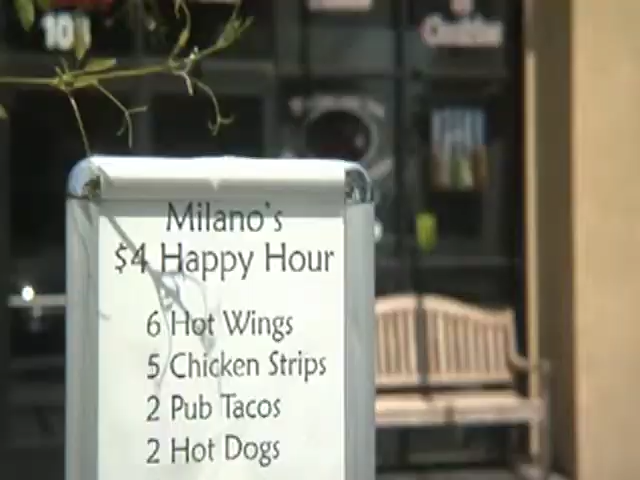 Milano's
$4 Happy Hour
6 Hot Wings
5 Chicken Strips
2 Pub Tacos
2 Hot Dogs